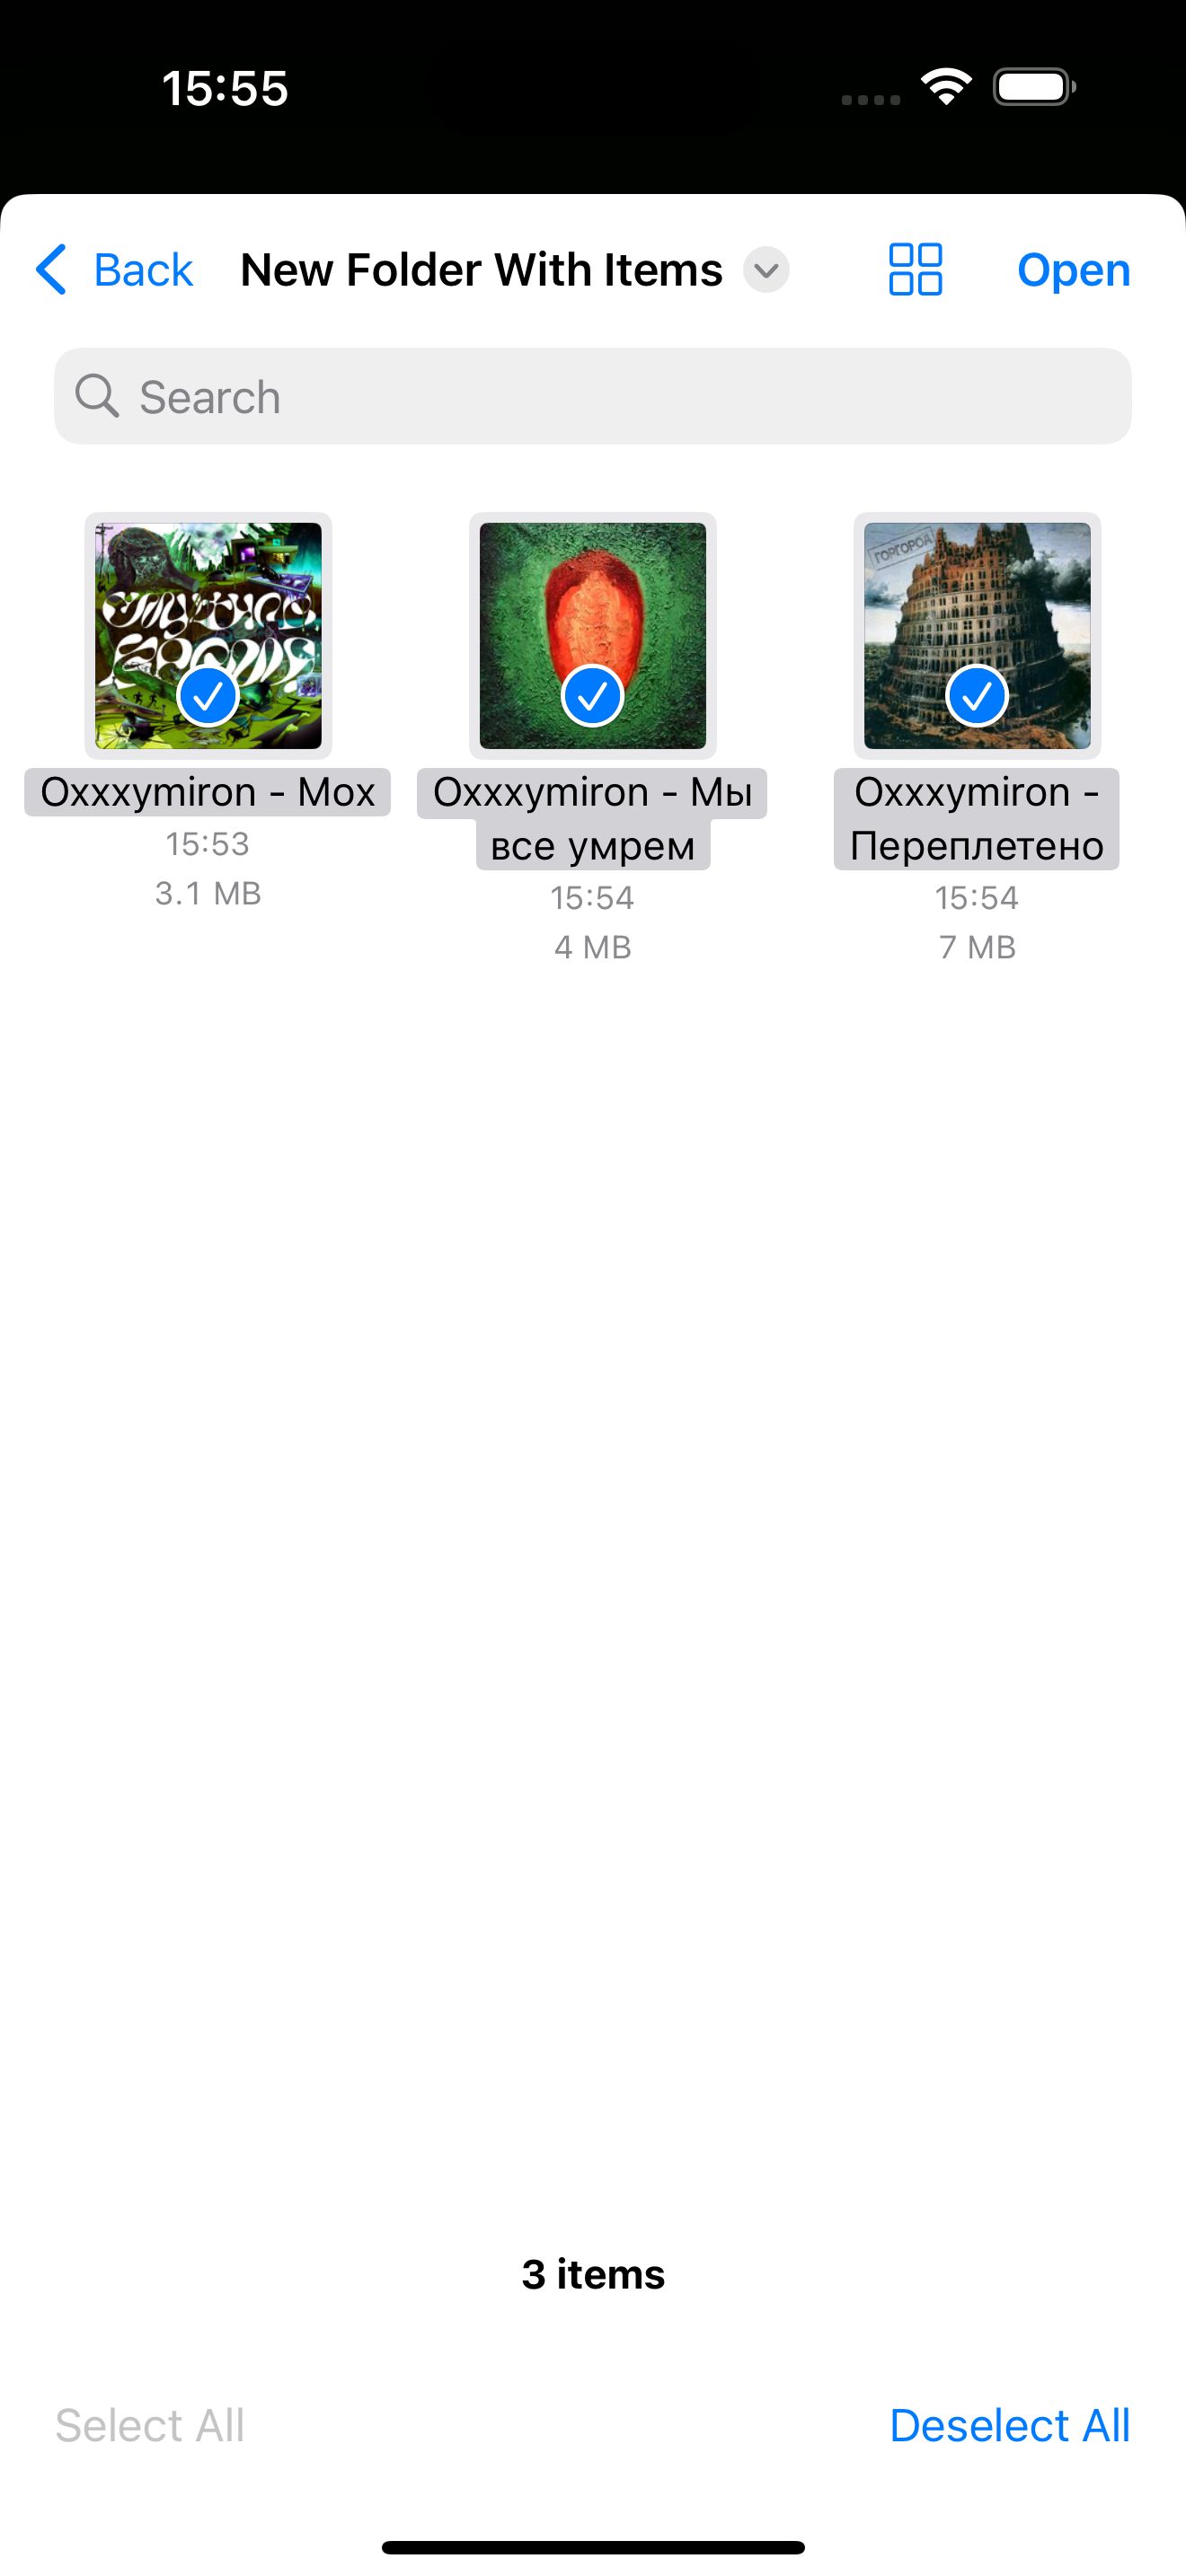 15:55
Back
New Folder With Items
Open
Search
ГОРГОРОД
Oxxxymiron - Мох
15:53
3.1 MB
Oxxxymiron - Мы
все умрем
15:54
4 MB
Oxxxymiron -
Переплетено
15:54
7 MB
3 items
Select All
Deselect All